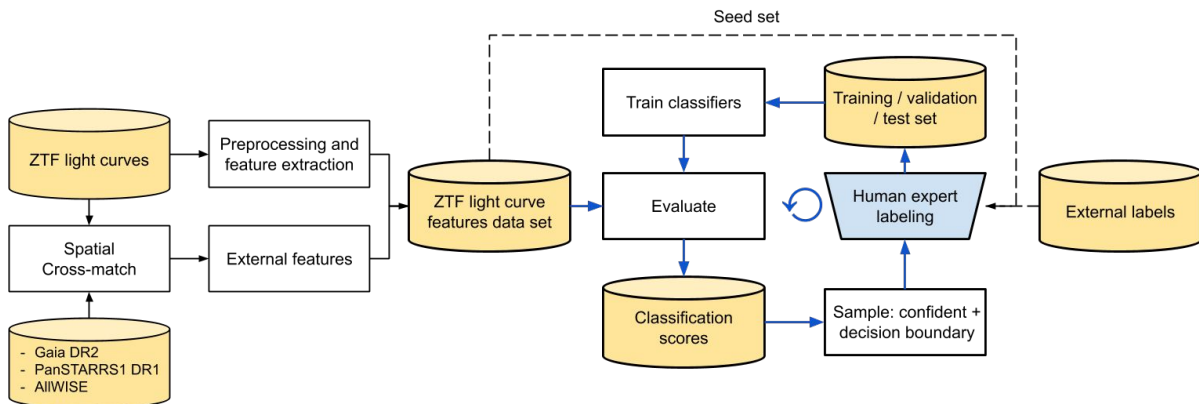 Seed set
ZTF light curves
Preprocessing and
feature extraction
Spatial
Cross-match
External features
- Gaia DR2
- PanSTARRS1 DR1
- AllWISE
ZTF light curve
features data set
Train classifiers
Training / validation
/ test set
Evaluate
Human expert
labeling
External labels
Classification
scores
Sample: confident +
decision boundary